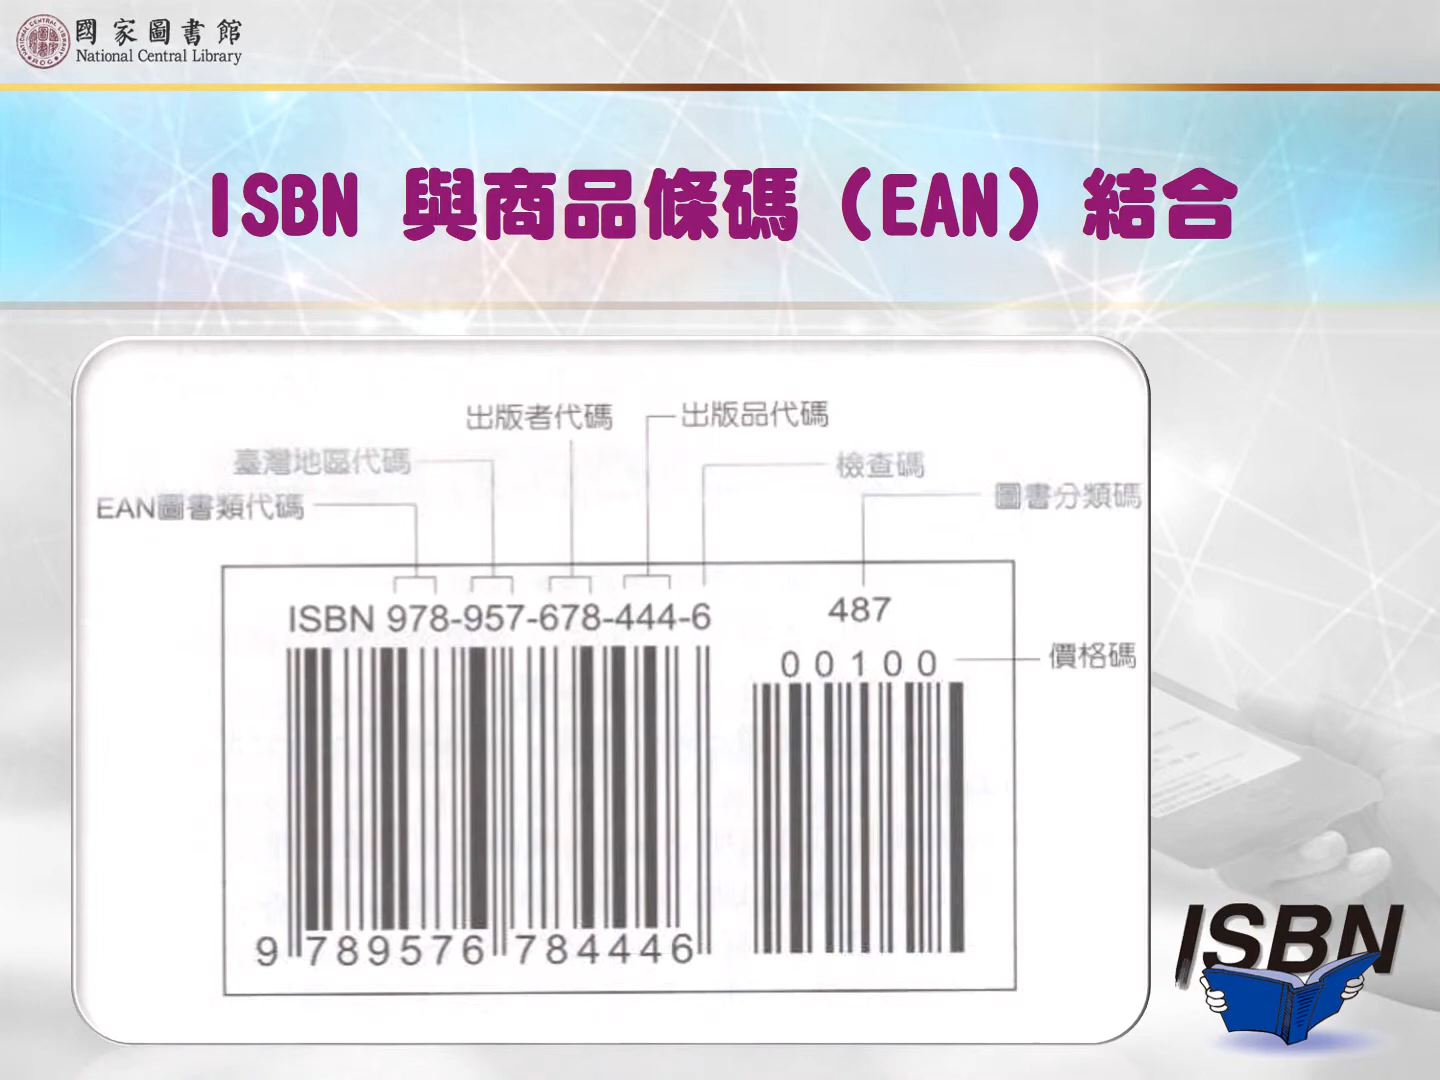 國家圖書館
National Central Library
ISBN 與商品條碼（EAN）結合
出版者代碼
出版品代碼
臺灣地區代碼
檢查碼
EAN圖書類代碼
圖書分類碼
ISBN 978-957-678-444-6
487
00100
價格碼
9 789576 784446
ISBN